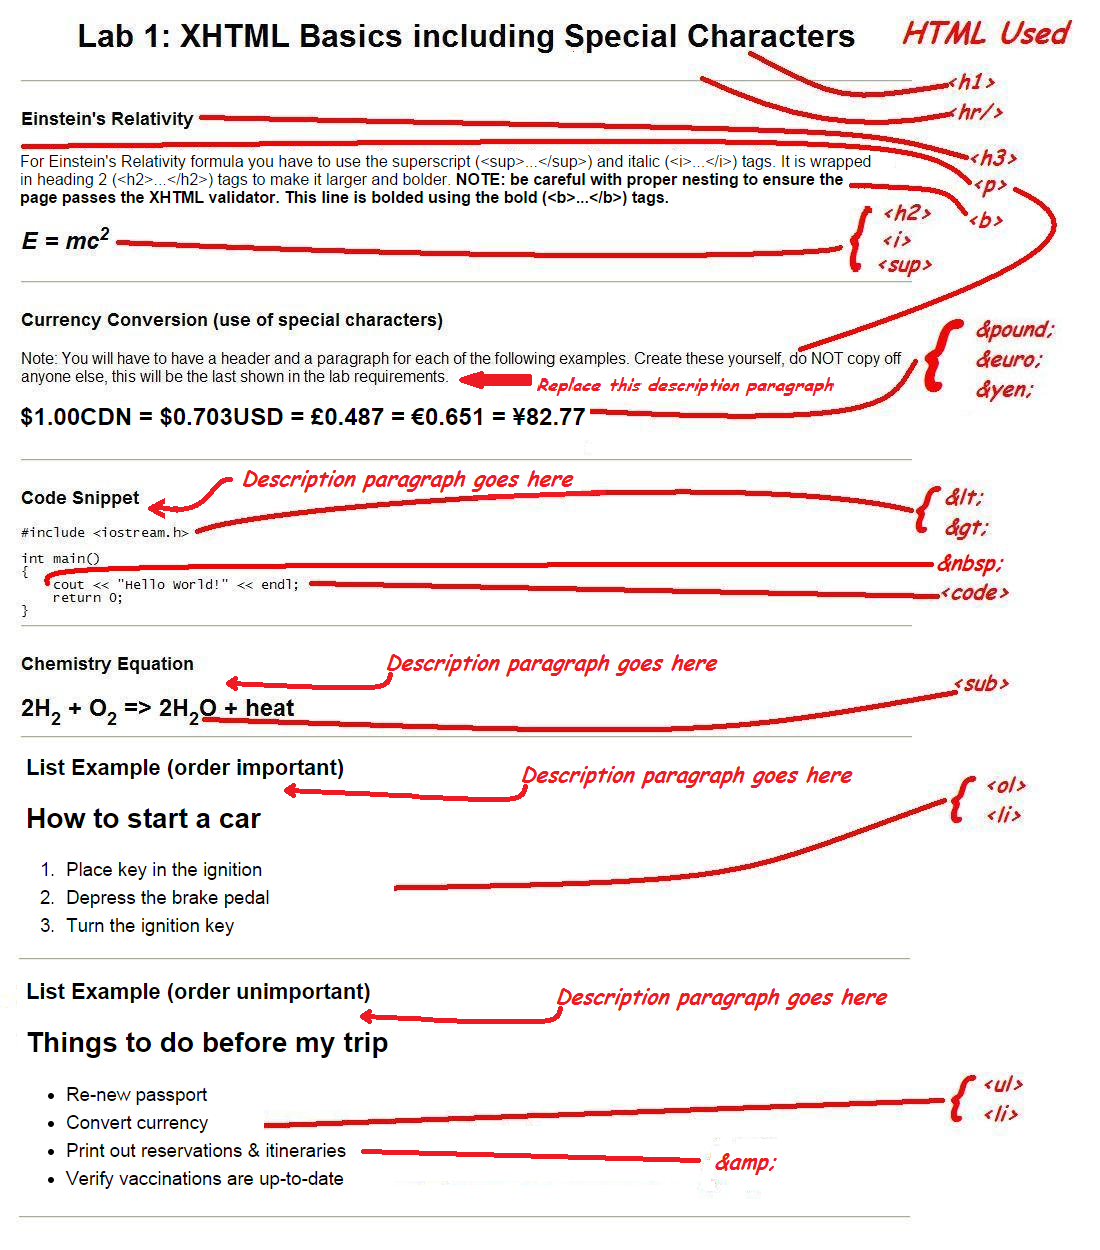 Lab 1: XHTML Basics including Special Characters
HTML Used
<h1>
<hr/>
Einstein's Relativity
<h3>
For Einstein's Relativity formula you have to use the superscript (<sup>...</sup>) and italic (<i>...</i>) tags. It is wrapped
in heading 2 (<h2>...</h2>) tags to make it larger and bolder. NOTE: be careful with proper nesting to ensure the
page passes the XHTML validator. This line is bolded using the bold (<b>...</b>) tags.
<p>
<b>
E = mc2
<h2>
<i>
<sup>
Currency Conversion (use of special characters)
Note: You will have to have a header and a paragraph for each of the following examples. Create these yourself, do NOT copy off
anyone else, this will be the last shown in the lab requirements.
Replace this description paragraph
$1.00CDN = $0.703USD = £0.487 = €0.651 = ¥82.77
&pound;
&euro;
&yen;
Code Snippet
Description paragraph goes here
#include <iostream.h>
&lt;
&gt;
int main()
{
cout << "Hello World!" << endl;
return 0;
}
&nbsp;
<code>
Chemistry Equation
Description paragraph goes here
2H2 + O2 => 2H2O + heat
<sub>
List Example (order important)
Description paragraph goes here
How to start a car
1. Place key in the ignition
2. Depress the brake pedal
3. Turn the ignition key
<ol>
<li>
List Example (order unimportant)
Description paragraph goes here
Things to do before my trip
• Re-new passport
• Convert currency
• Print out reservations & itineraries
• Verify vaccinations are up-to-date
<ul>
<li>
&amp;